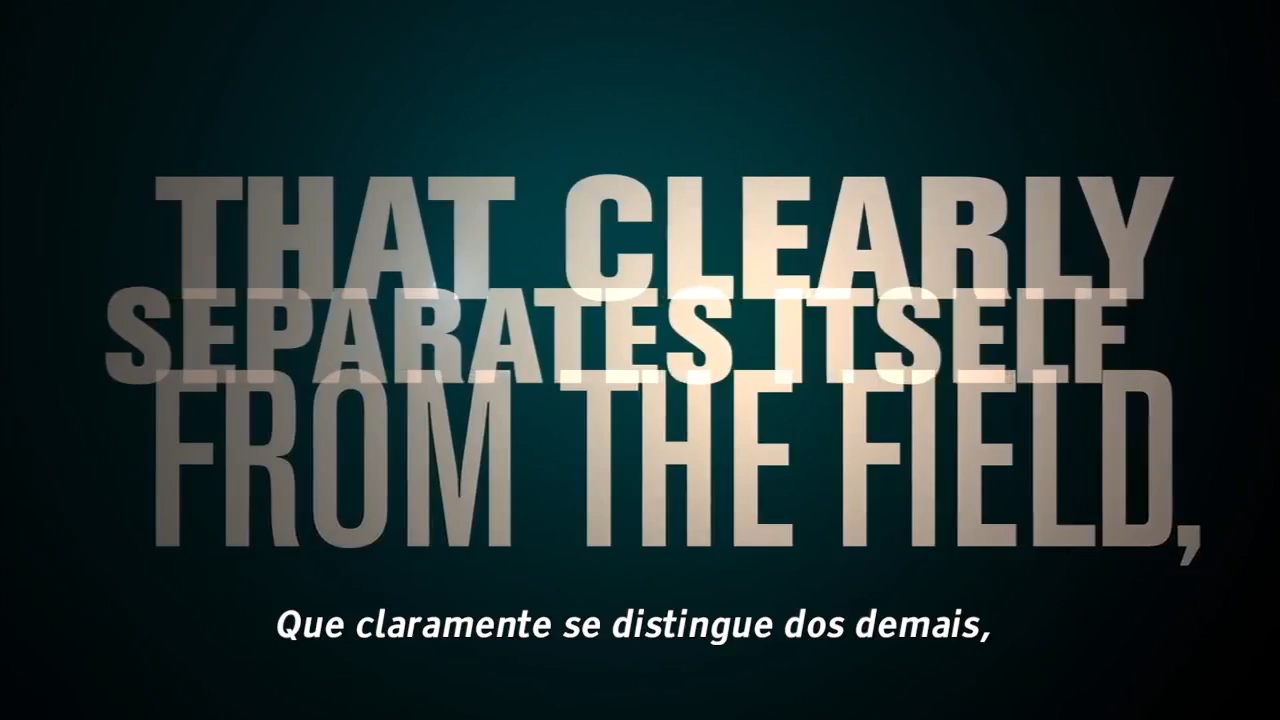 THAT CLEARLY
SEPARATES ITSELF
FROM THE FIELD,
Que claramente se distingue dos demais,